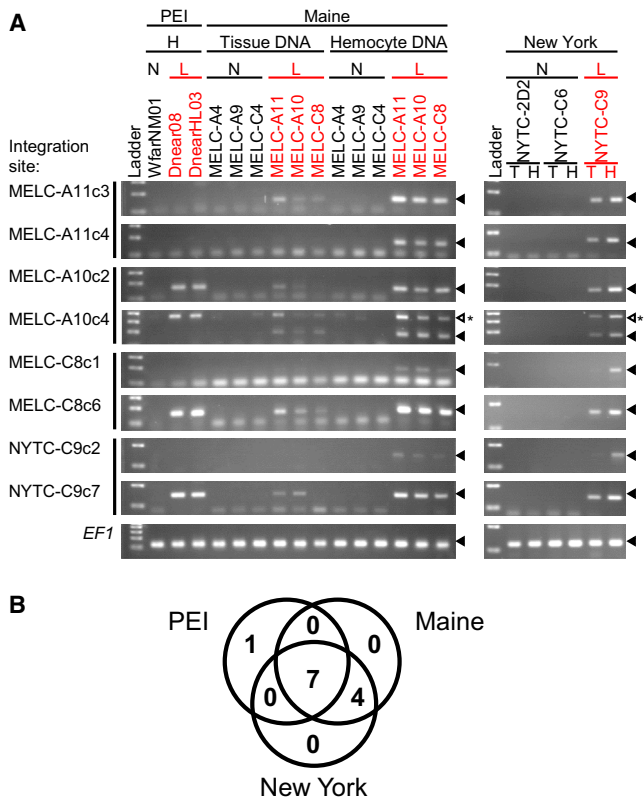 A
PEI
Maine
H
Tissue DNA
Hemocyte DNA
New York
N
L
N
L
N
L
N
L
Integration
site:
Ladder
WfarNM01
Dnear08
DnearHL03
MELC-A4
MELC-A9
MELC-C4
MELC-A11
MELC-A10
MELC-C8
MELC-A4
MELC-A9
MELC-C4
MELC-A11
MELC-A10
MELC-C8
Ladder
NYTC-2D2
NYTC-C6
NYTC-C9
T H T H T H
MELC-A11c3
MELC-A11c4
MELC-A10c2
MELC-A10c4
*
*
MELC-C8c1
MELC-C8c6
NYTC-C9c2
NYTC-C9c7
EF1
B
PEI
Maine
1
0
0
7
0
4
0
New York